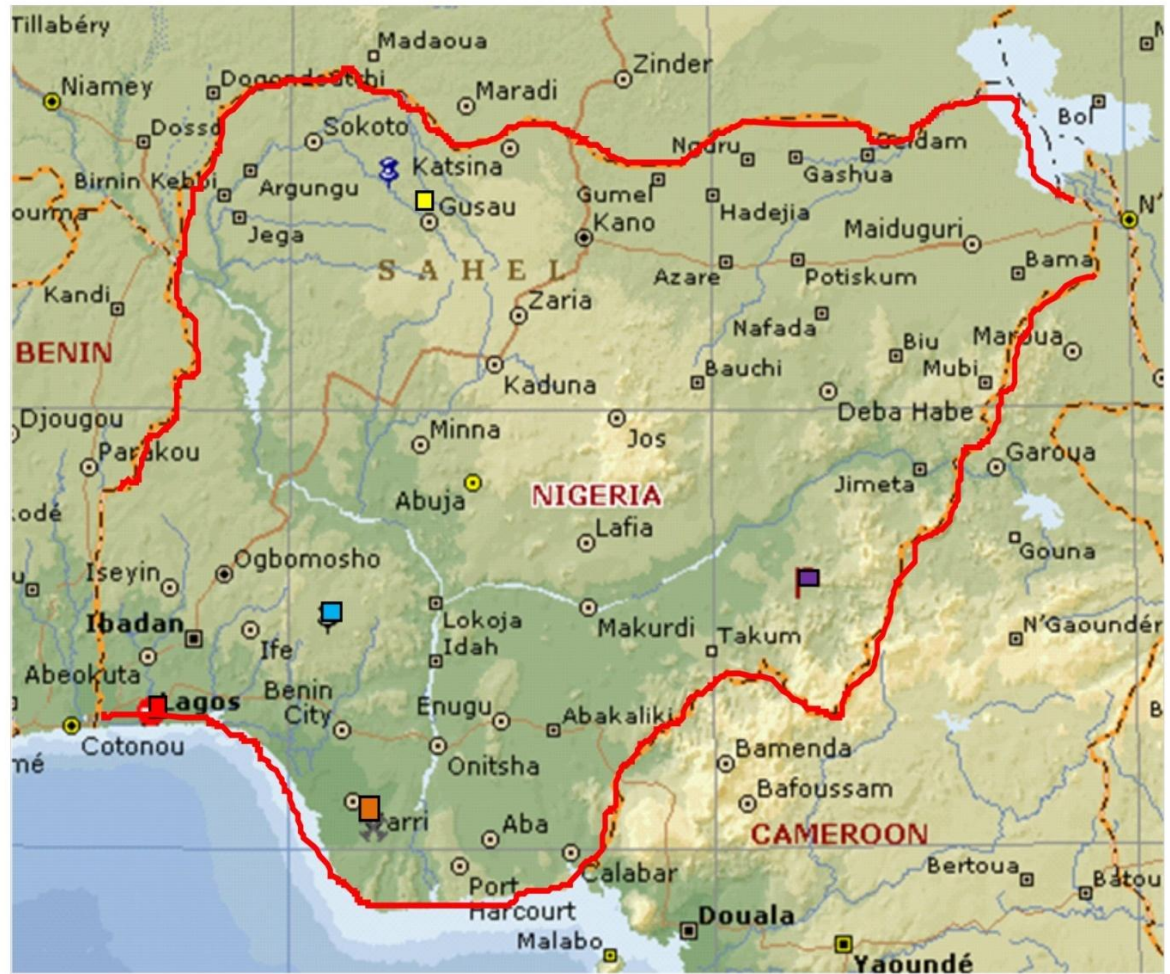 Tillabéry
Madaoua
Zinder
Niamey
Maradi
Dosso
Sokoto
Bol
Nguru
Katsina
Birnin Kebbi
Argungu
Gashua
Gumel
Gusau
Hadejia
Jega
Kano
Maiduguri
SAHEL
Azare
Potiskum
Bama
Kandi
Zaria
Nafada
BENIN
Biu
Maroua
Kaduna
Bauchi
Mubi
Djougou
Deba Habe
Minna
Jos
Parakou
Garoua
Jimeta
Abuja
NIGERIA
Lafia
Gouna
Ogbomosho
Iseyin
Lokoja
Makurdi
Ibadan
Takum
N'Gaoundér
Ife
Idah
Abeokuta
Benin
City
Lagos
Enugu
Abakaliki
Cotonou
Bamenda
Onitsha
Bafoussam
arri
Aba
CAMEROON
Calabar
Bertoua
Batou
Port
Harcourt
Douala
Malabo
Yaoundé